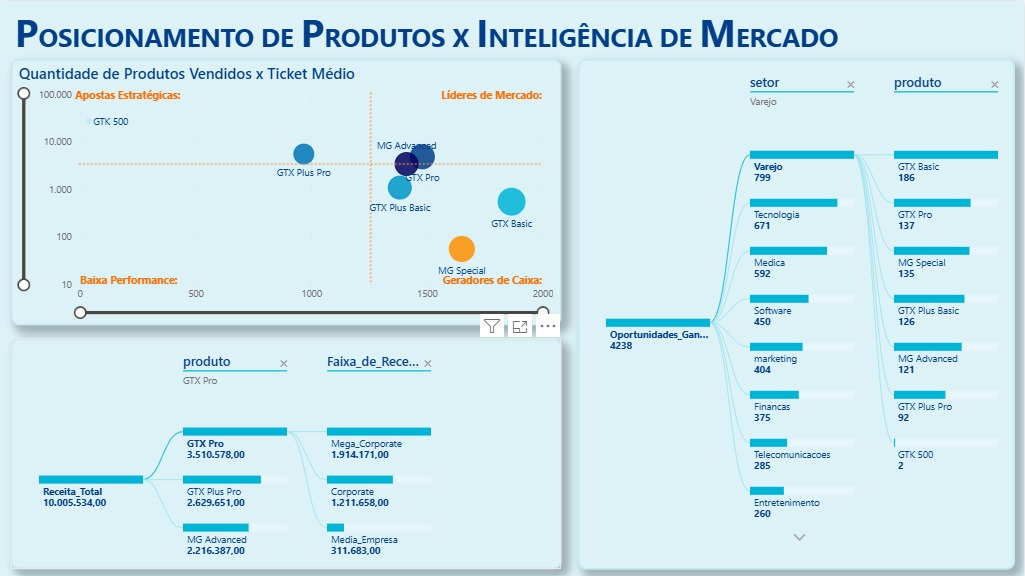 Posicionamento de Produtos x Inteligência de Mercado
Quantidade de Produtos Vendidos x Ticket Médio
100.000
Apostas Estratégicas:
Líderes de Mercado:
GTK 500
10.000
MG Advanced
GTX Plus Pro
GTX Pro
1.000
GTX Plus Basic
GTX Basic
100
MG Special
Baixa Performance:
Geradores de Caixa:
10
0
500
1000
1500
2000
produto
Faixa_de_Rece...
GTX Pro
GTX Pro
3.510.578,00
Mega_Corporate
1.914.171,00
Receita_Total
10.005.534,00
GTX Plus Pro
2.629.651,00
Corporate
1.211.658,00
MG Advanced
2.216.387,00
Media_Empresa
311.683,00
setor
produto
Varejo
Varejo
799
GTX Basic
186
Tecnologia
671
GTX Pro
137
Medica
592
MG Special
135
Software
450
GTX Plus Basic
126
Oportunidades_Gan...
4238
marketing
404
MG Advanced
121
Financas
375
GTX Plus Pro
92
Telecomunicacoes
285
GTK 500
2
Entretenimento
260